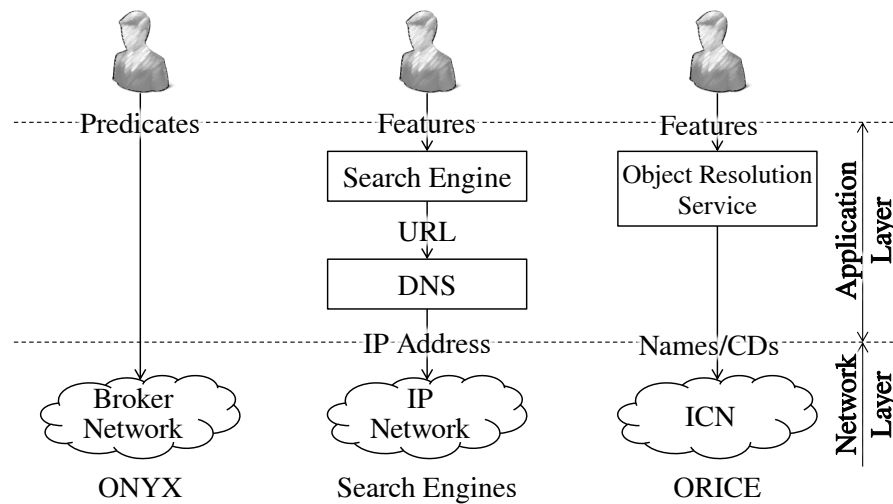 Predicates
Features
Features
Search Engine
Object Resolution
Service
URL
DNS
Application
Layer
IP Address
Names/CDs
Broker
Network
IP
Network
ICN
Network
Layer
ONYX
Search Engines
ORICE